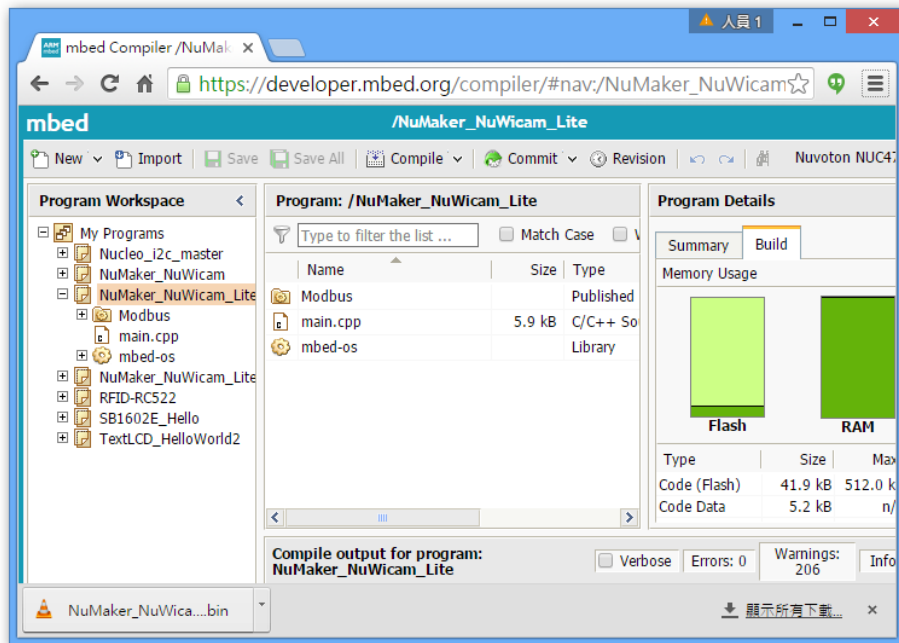 人員 1
ARM mbed
mbed Compiler /NuMak
https://developer.mbed.org/compiler/#nav:/NuMaker_NuWicam
mbed
/NuMaker_NuWicam_Lite
New Import Save Save All Compile Commit Revision Nuvoton NUC47
Program Workspace
My Programs
Nucleo_i2c_master
NuMaker_NuWicam
NuMaker_NuWicam_Lite
Modbus
main.cpp
mbed-os
NuMaker_NuWicam_Lite
RFID-RC522
SB1602E_Hello
TextLCD_HelloWorld2
Program: /NuMaker_NuWicam_Lite
Type to filter the list ... Match Case
Name Size Type
Modbus Published
main.cpp 5.9 kB C/C++ So
mbed-os Library
Program Details
Summary Build
Memory Usage
Flash RAM
Type Size Max
Code (Flash) 41.9 kB 512.0 k
Code Data 5.2 kB n/
Compile output for program:
NuMaker_NuWicam_Lite
Verbose Errors: 0 Warnings: 206 Info
NuMaker_NuWica....bin
顯示所有下載...